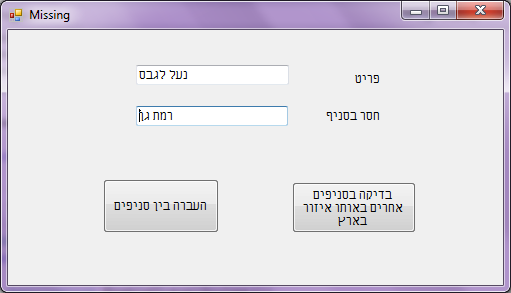 Missing
פריט
נעל לגבס
חסר בסניף
רמת גן
בדיקה בסניפים
אחרים באותו איזור
בארץ
העברה בין סניפים